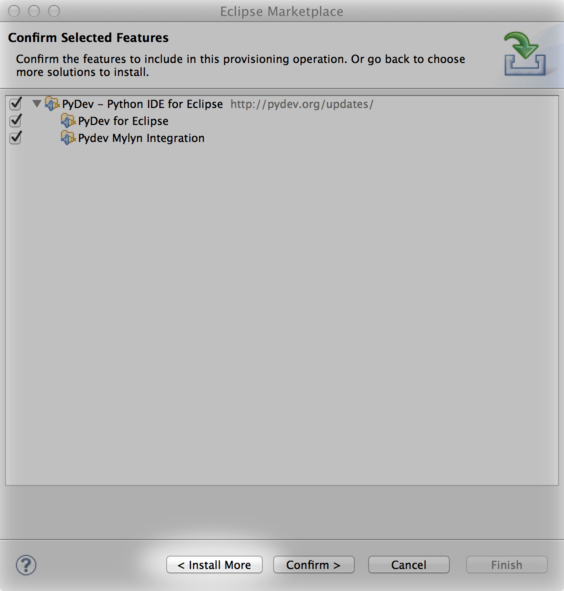 Eclipse Marketplace
Confirm Selected Features
Confirm the features to include in this provisioning operation. Or go back to choose
more solutions to install.
PyDev – Python IDE for Eclipse http://pydev.org/updates/
PyDev for Eclipse
Pydev Mylyn Integration
? < Install More Confirm > Cancel Finish